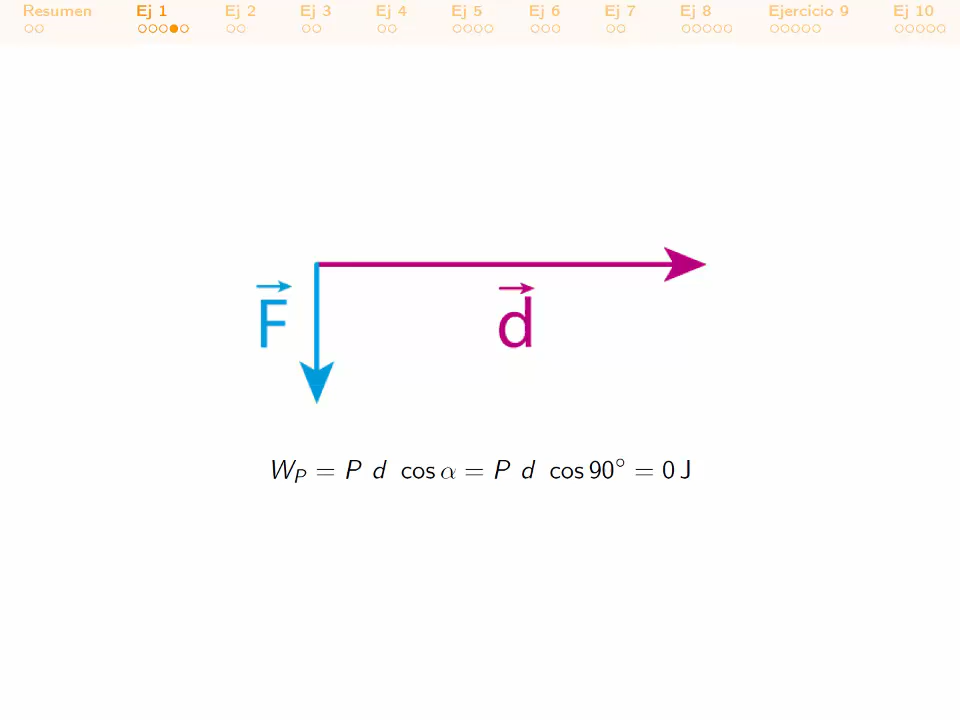 Resumen Ej 1 Ej 2 Ej 3 Ej 4 Ej 5 Ej 6 Ej 7 Ej 8 Ejercicio 9 Ej 10
F
d
W_P = P d cos α = P d cos 90° = 0 J